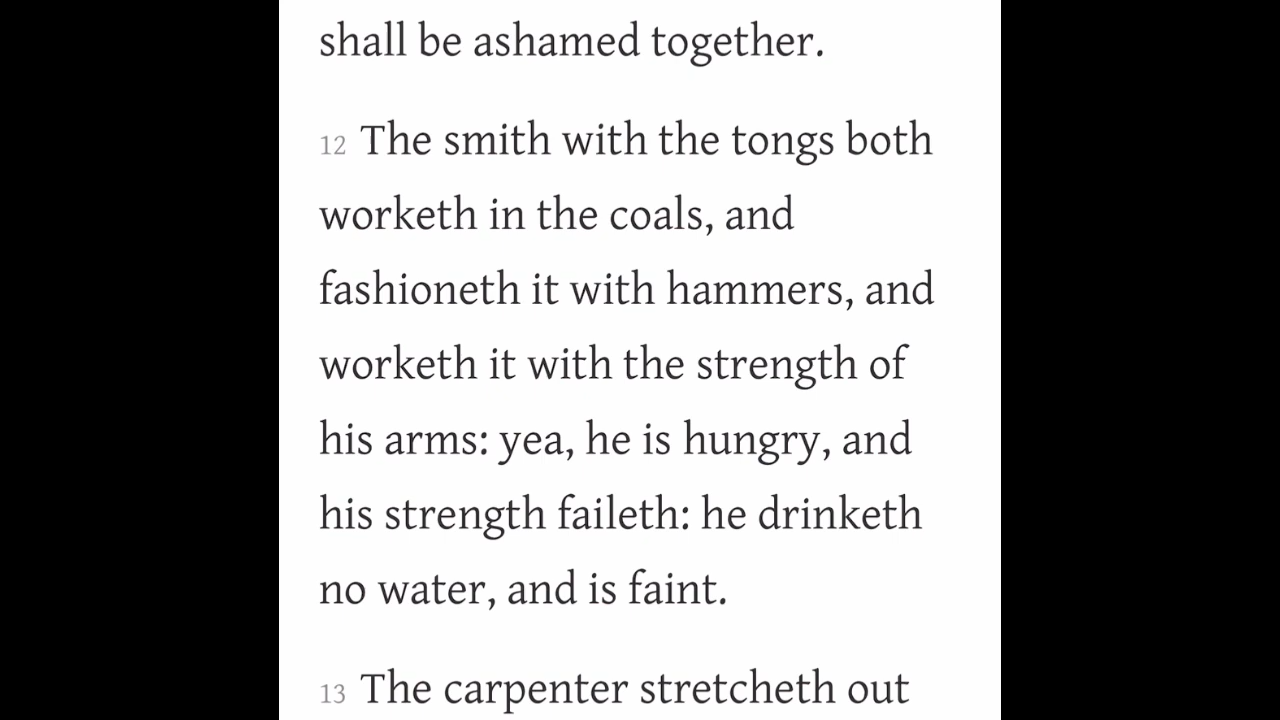 shall be ashamed together.
12 The smith with the tongs both
worketh in the coals, and
fashioneth it with hammers, and
worketh it with the strength of
his arms: yea, he is hungry, and
his strength faileth: he drinketh
no water, and is faint.
13 The carpenter stretcheth out